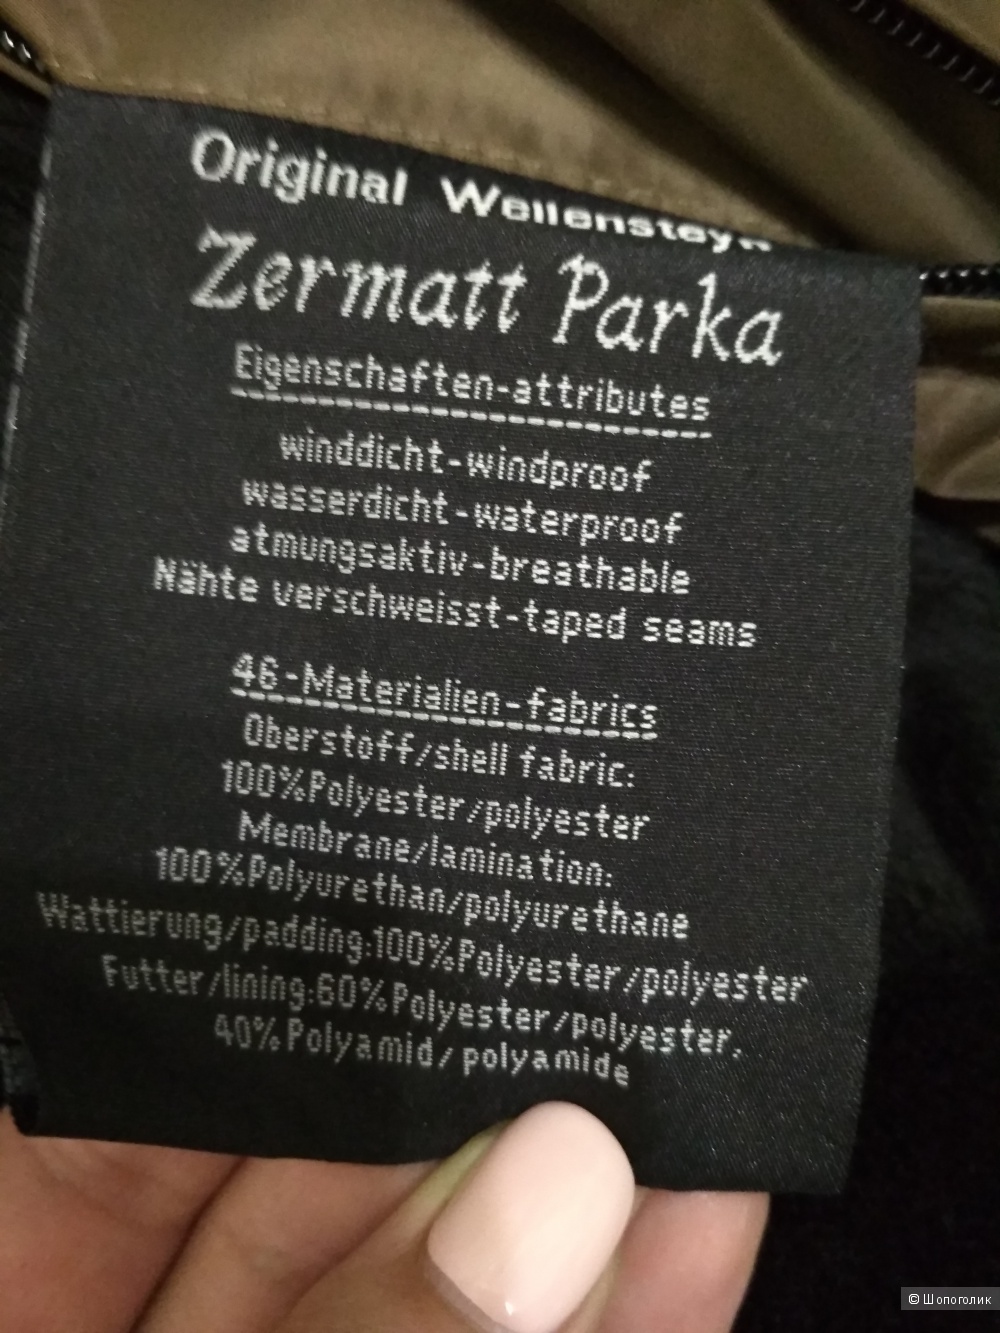 Original Wellensteyn
Zermatt Parka
Eigenschaften-attributes
winddicht-windproof
wasserdicht-waterproof
atmungsaktiv-breathable
Nähte verschweisst-taped seams
46-Materialien-fabrics
Oberstoff/shell fabric:
100%Polyester/polyester
Membrane/lamination:
100%Polyurethan/polyurethane
Wattierung/padding:100%Polyester/polyester
Futter/lining:60%Polyester/polyester.
40%Polyamid/polyamide
© Шопоголик